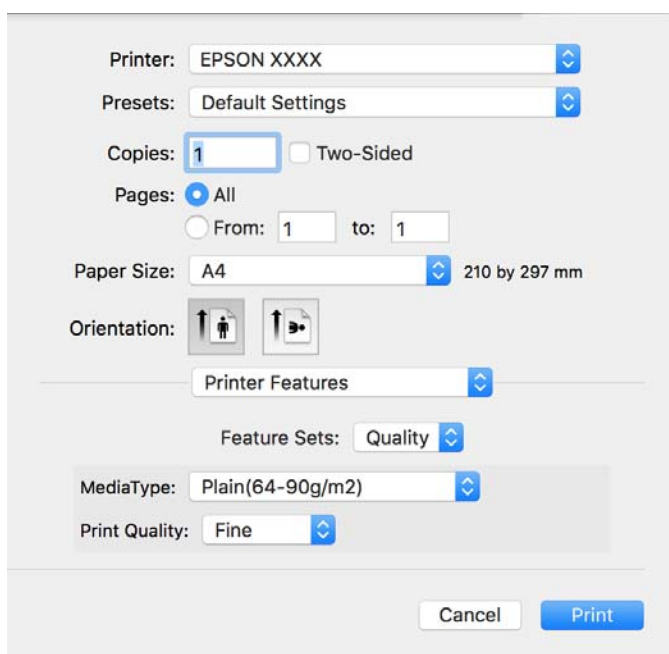 Printer: EPSON XXXX
Presets: Default Settings
Copies: 1 Two-Sided
Pages: All
From: 1 to: 1
Paper Size: A4 210 by 297 mm
Orientation:
Printer Features
Feature Sets: Quality
MediaType: Plain(64-90g/m2)
Print Quality: Fine
Cancel Print